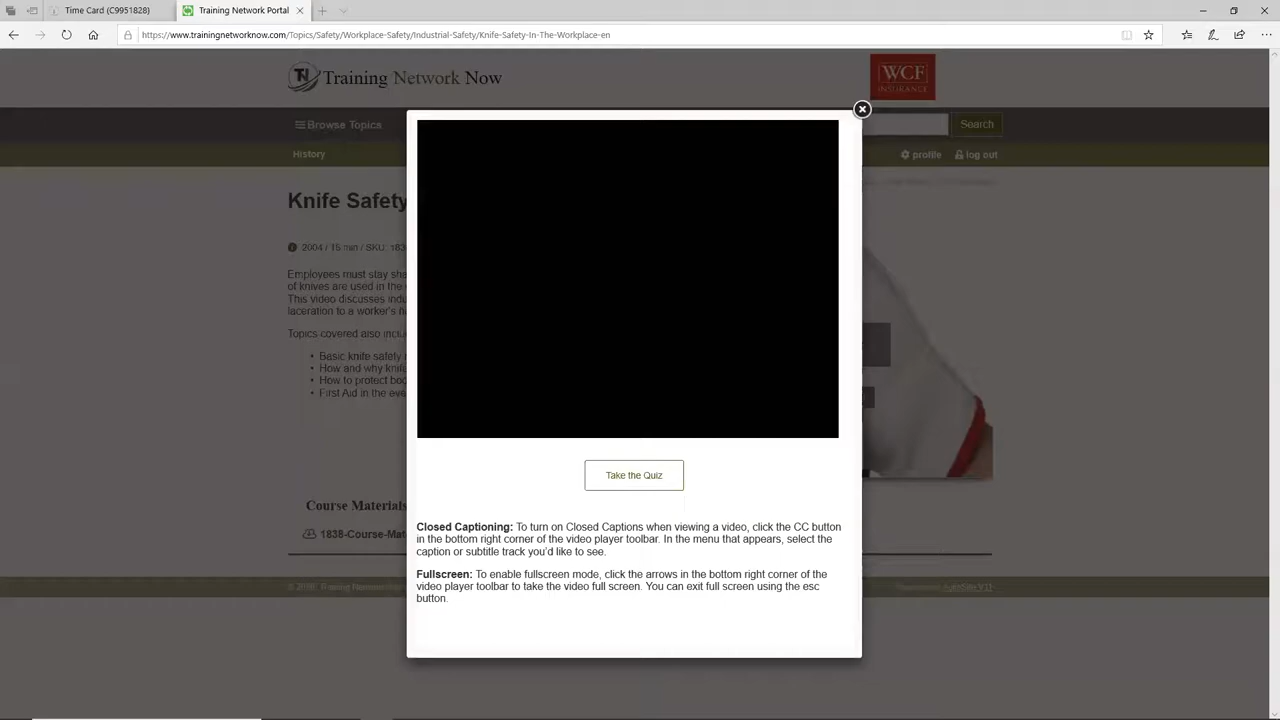 Time Card (C9951828)
Training Network Portal
https://www.trainingnetworknow.com/Topics/Safety/Workplace-Safety/Industrial-Safety/Knife-Safety-In-The-Workplace-en
TN Training Network Now
WCF
INSURANCE
Browse Topics
Search
History
profile
log out
Knife Safety
2004 / 15 min / SKU: 183
Employees must stay sha
of knives are used in the
This video discusses indu
laceration to a worker's h
Topics covered also inclu
• Basic knife safety
• How and why knif
• How to protect bod
• First Aid in the eve
Take the Quiz
Course Materials
1838-Course-Mat
Closed Captioning: To turn on Closed Captions when viewing a video, click the CC button
in the bottom right corner of the video player toolbar. In the menu that appears, select the
caption or subtitle track you'd like to see.
Fullscreen: To enable fullscreen mode, click the arrows in the bottom right corner of the
video player toolbar to take the video full screen. You can exit full screen using the esc
button.
Training Network